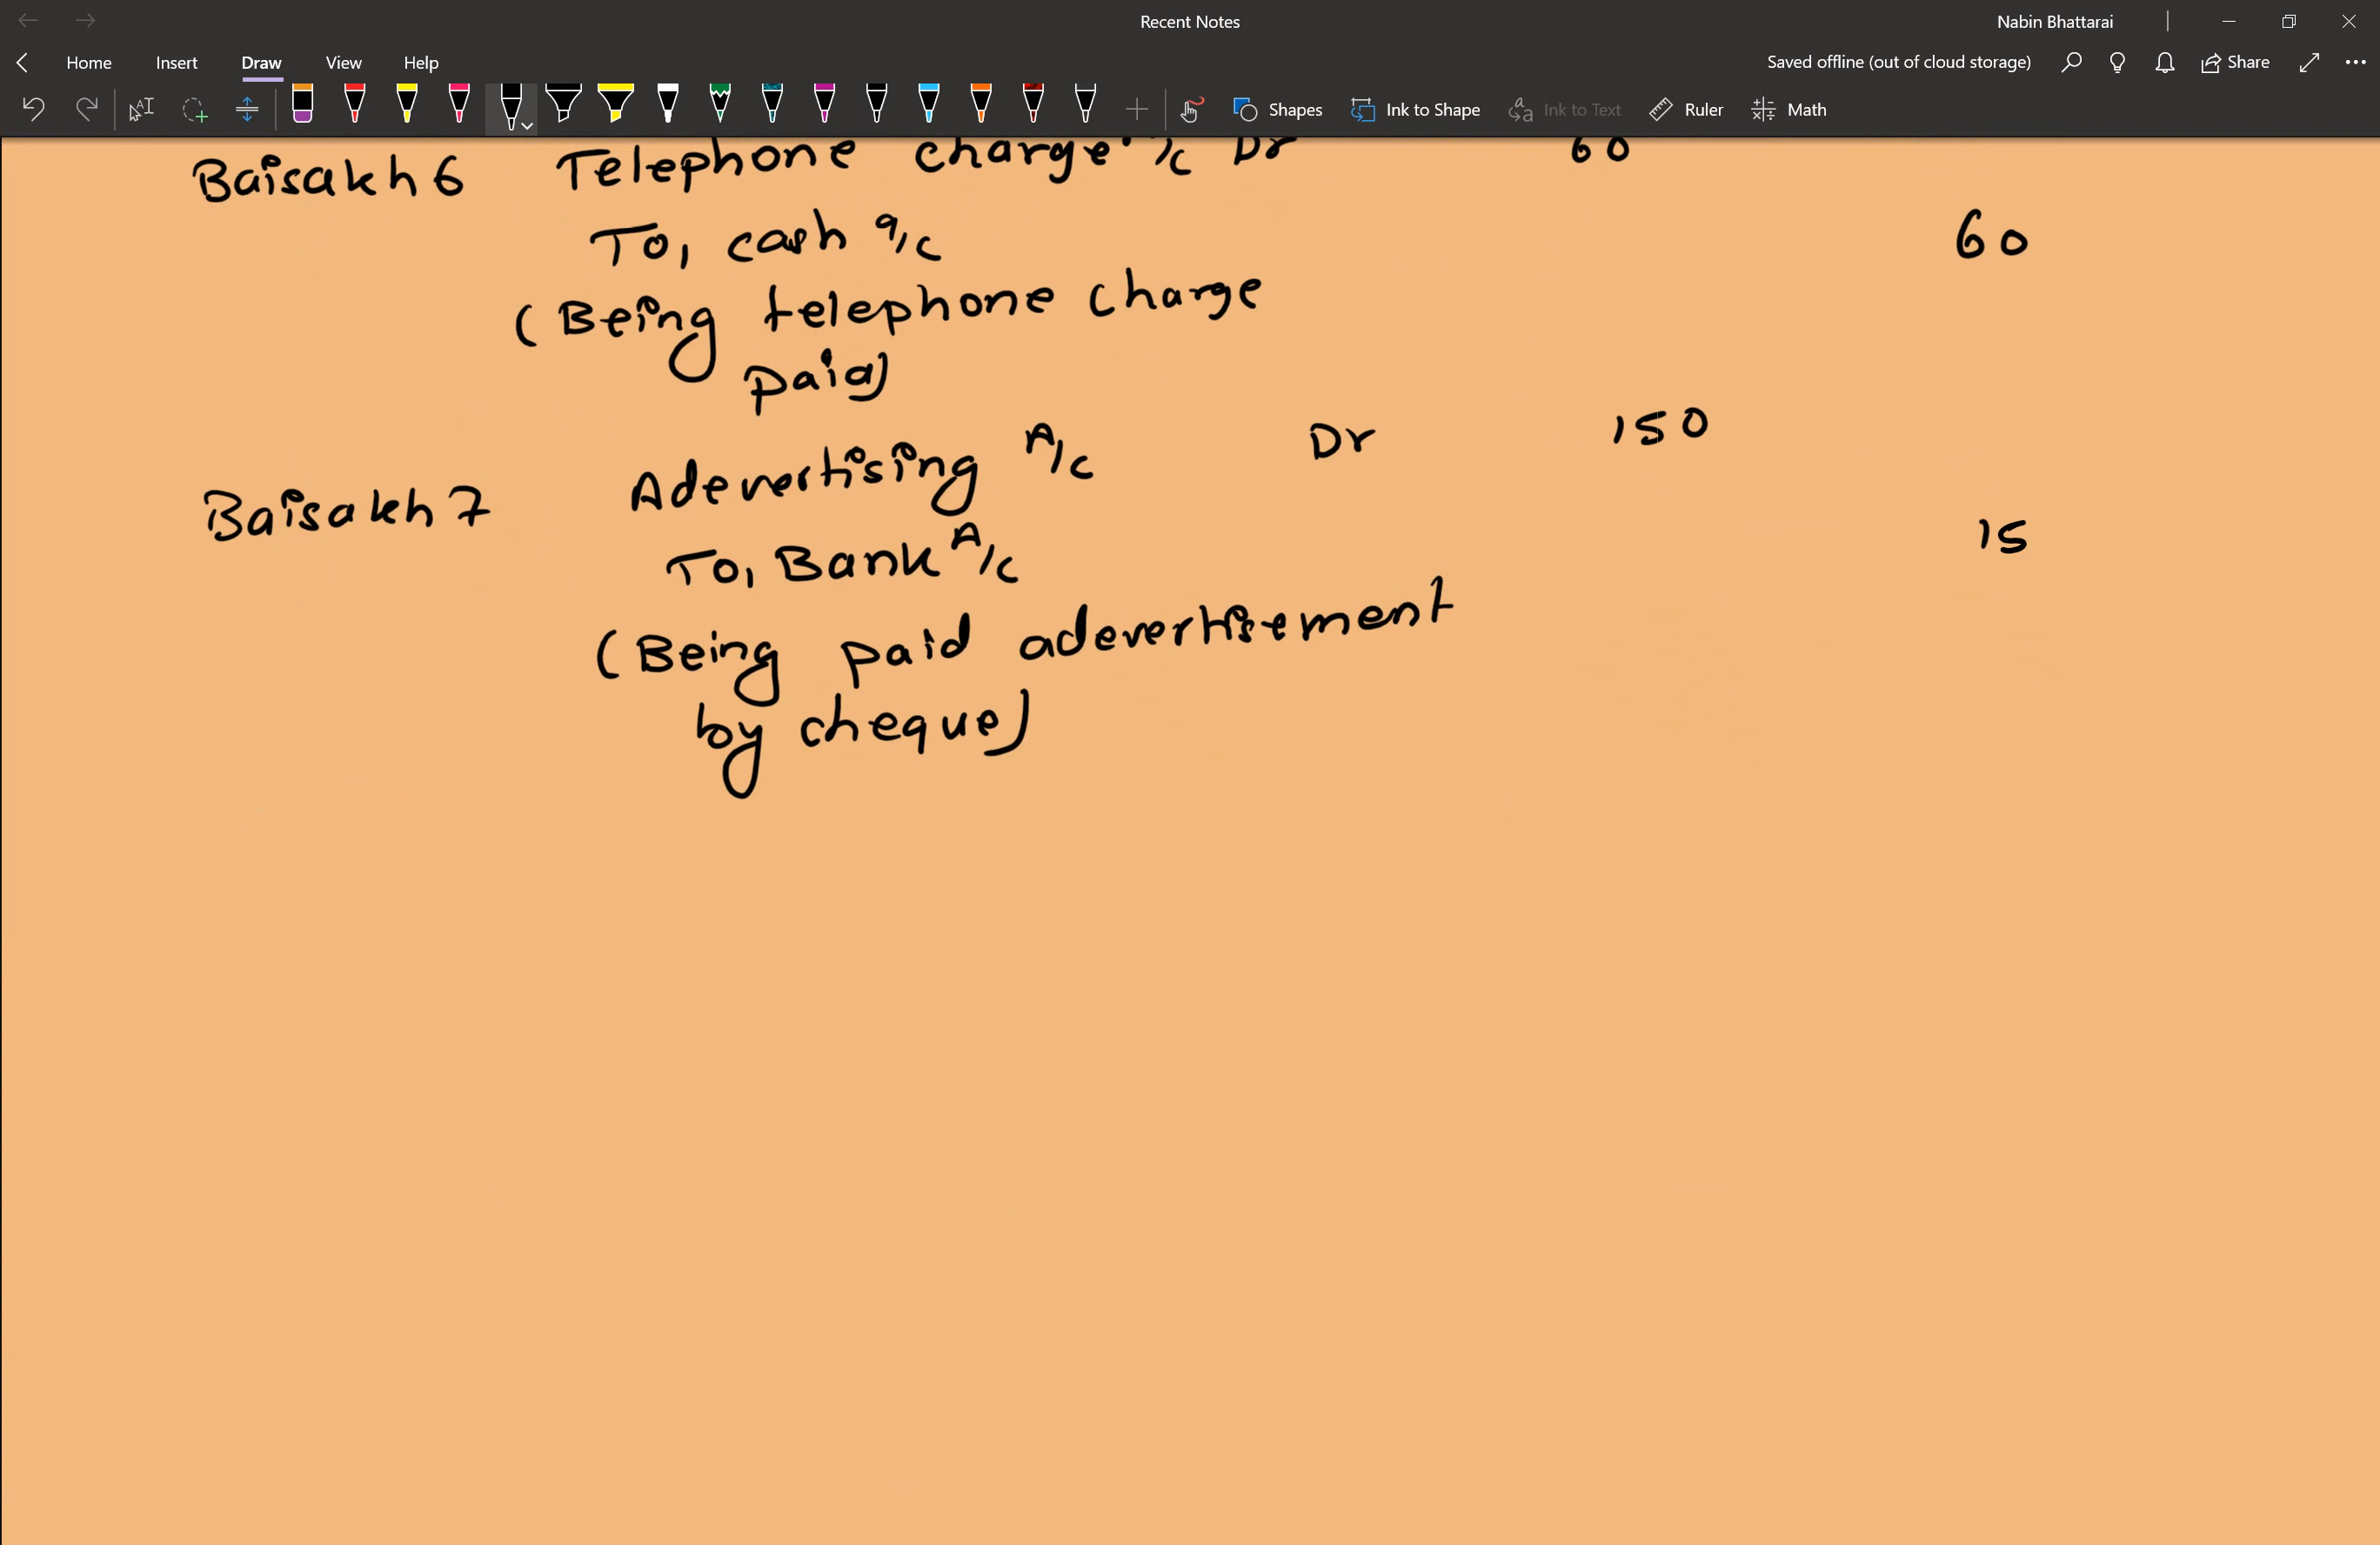 Recent Notes Nabin Bhattarai
Home Insert Draw View Help Saved offline (out of cloud storage) Share
Shapes Ink to Shape Ink to Text Ruler Math
Baisakh 6 Telephone charge A/c Dr 60
To, cash a/c 60
(Being telephone charge
paid)
Adevertising A/c Dr 150
Baisakh 7
To, Bank A/c 15
(Being paid adevertisement
by cheque)